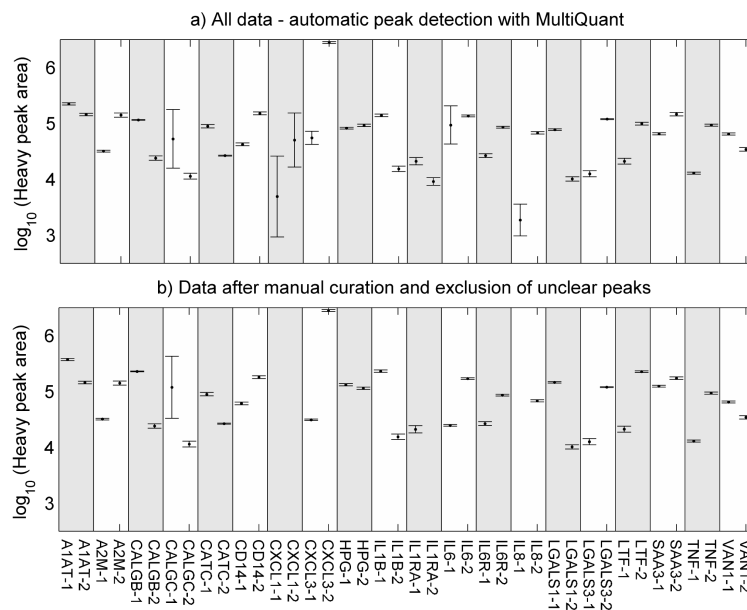 a) All data - automatic peak detection with MultiQuant
6
5
4
3
log10 (Heavy peak area)
b) Data after manual curation and exclusion of unclear peaks
6
5
4
3
log10 (Heavy peak area)
A1AT-1
A1AT-2
A2M-1
A2M-2
CALGB-1
CALGB-2
CALGC-1
CALGC-2
CATC-1
CATC-2
CD14-1
CD14-2
CXCL1-1
CXCL1-2
CXCL3-1
CXCL3-2
HPG-1
HPG-2
IL1B-1
IL1B-2
IL1RA-1
IL1RA-2
IL6-1
IL6-2
IL6R-1
IL6R-2
IL8-1
IL8-2
LGALS1-1
LGALS1-2
LGALS3-1
LGALS3-2
LTF-1
LTF-2
SAA3-1
SAA3-2
TNF-1
TNF-2
VAN1-1
VAN1-2